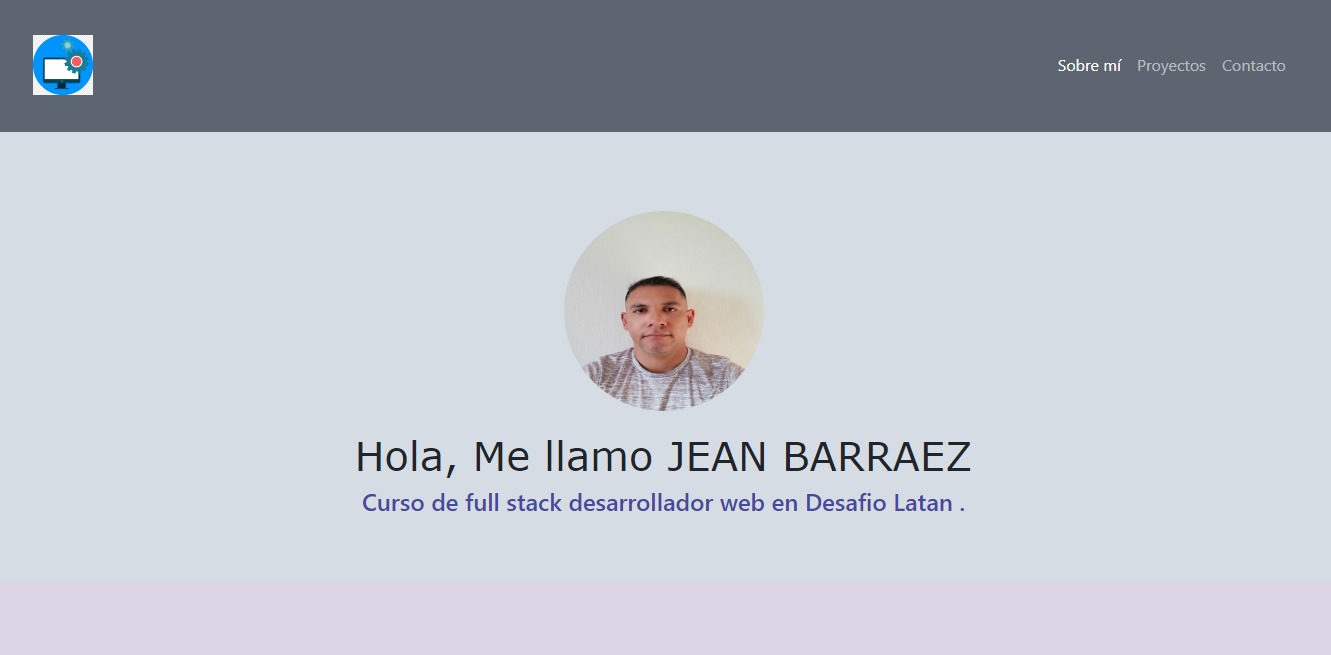 Sobre mí Proyectos Contacto
Hola, Me llamo JEAN BARRAEZ
Curso de full stack desarrollador web en Desafio Latan .